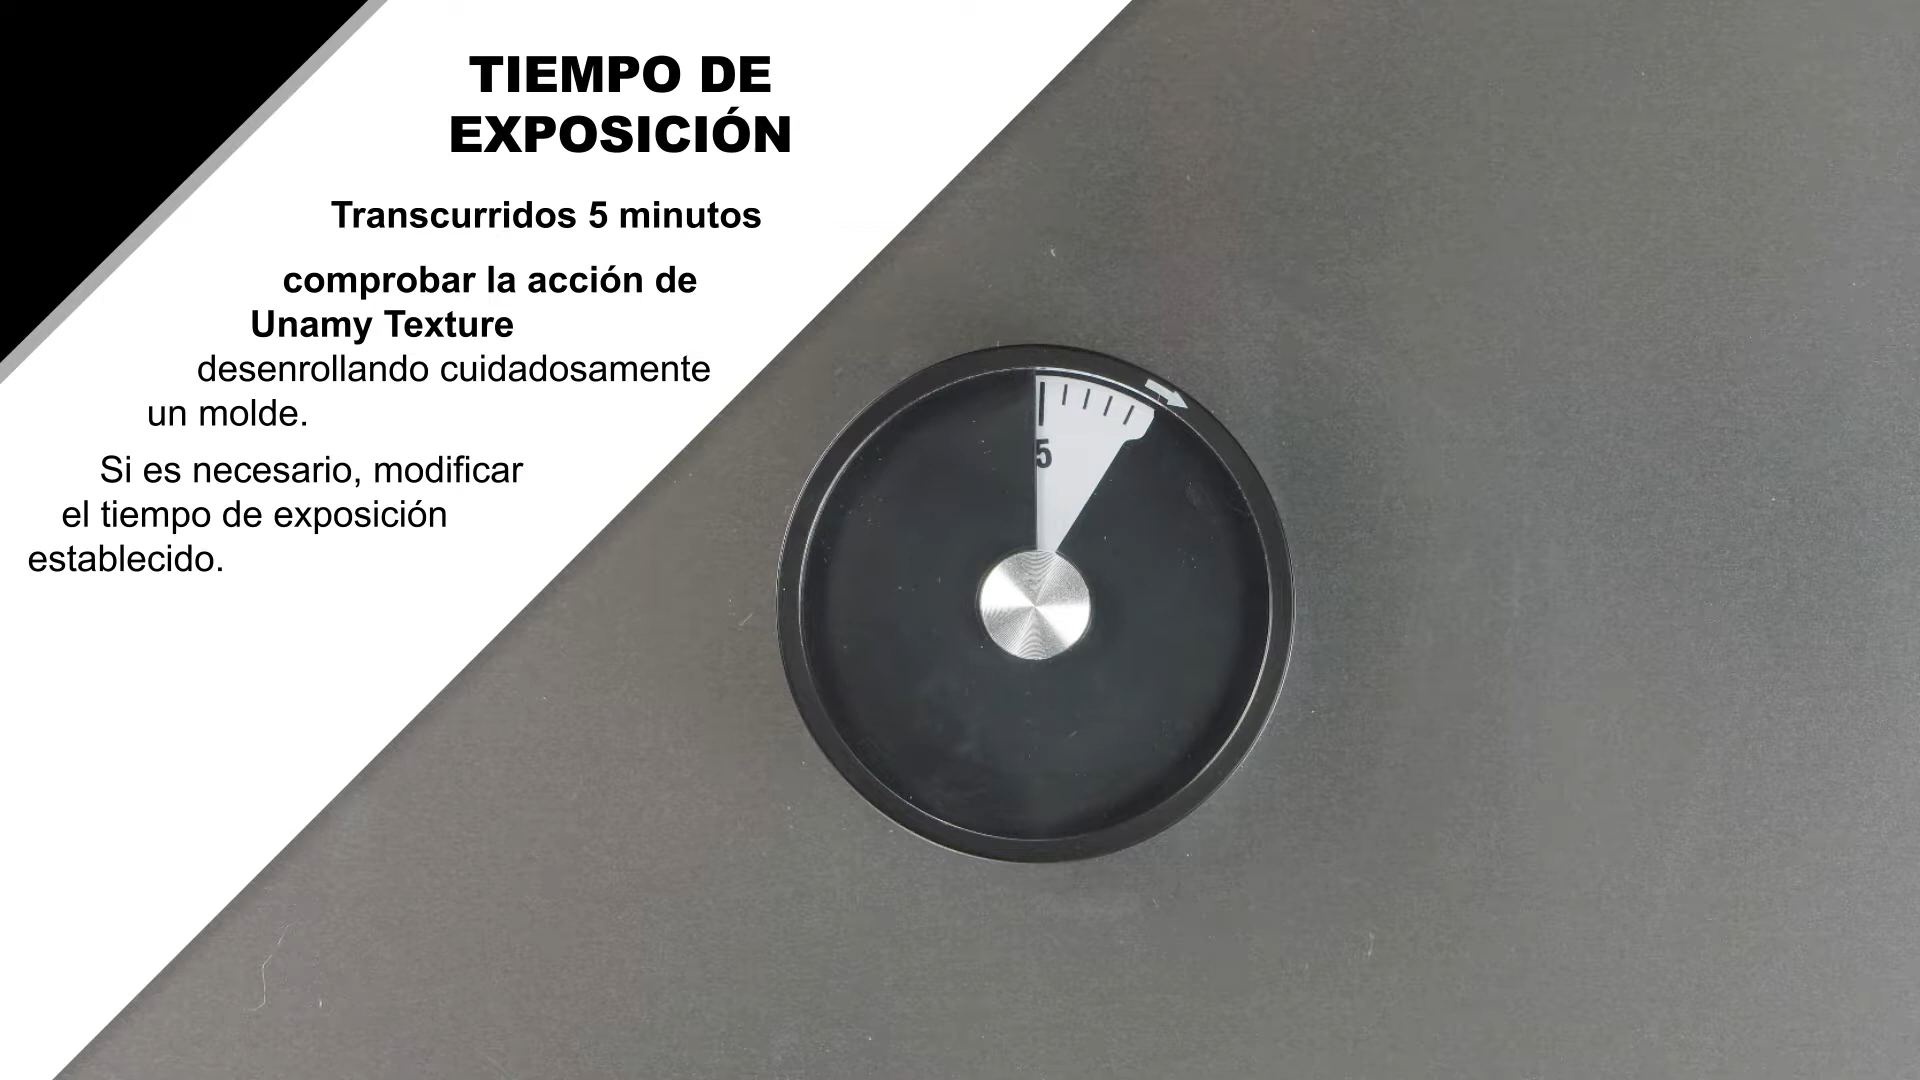 TIEMPO DE
EXPOSICIÓN
Transcurridos 5 minutos
comprobar la acción de
Unamy Texture
desenrollando cuidadosamente
un molde.
Si es necesario, modificar
el tiempo de exposición
establecido.
5